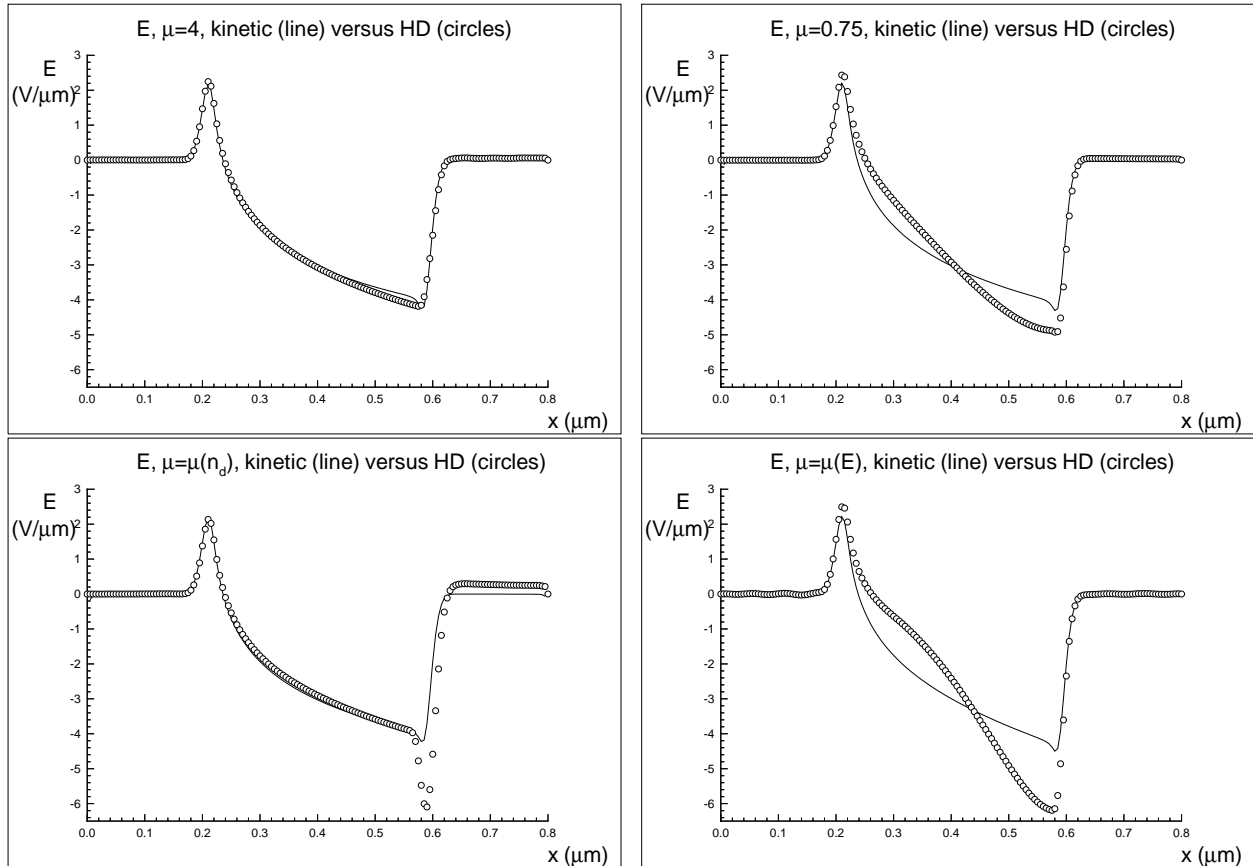 E, μ=4, kinetic (line) versus HD (circles)
E
(V/μm)
3
2
1
0
-1
-2
-3
-4
-5
-6
0.0 0.1 0.2 0.3 0.4 0.5 0.6 0.7 0.8
x (μm)
E, μ=0.75, kinetic (line) versus HD (circles)
E
(V/μm)
3
2
1
0
-1
-2
-3
-4
-5
-6
0.0 0.1 0.2 0.3 0.4 0.5 0.6 0.7 0.8
x (μm)
E, μ=μ(n_d), kinetic (line) versus HD (circles)
E
(V/μm)
3
2
1
0
-1
-2
-3
-4
-5
-6
0.0 0.1 0.2 0.3 0.4 0.5 0.6 0.7 0.8
x (μm)
E, μ=μ(E), kinetic (line) versus HD (circles)
E
(V/μm)
3
2
1
0
-1
-2
-3
-4
-5
-6
0.0 0.1 0.2 0.3 0.4 0.5 0.6 0.7 0.8
x (μm)